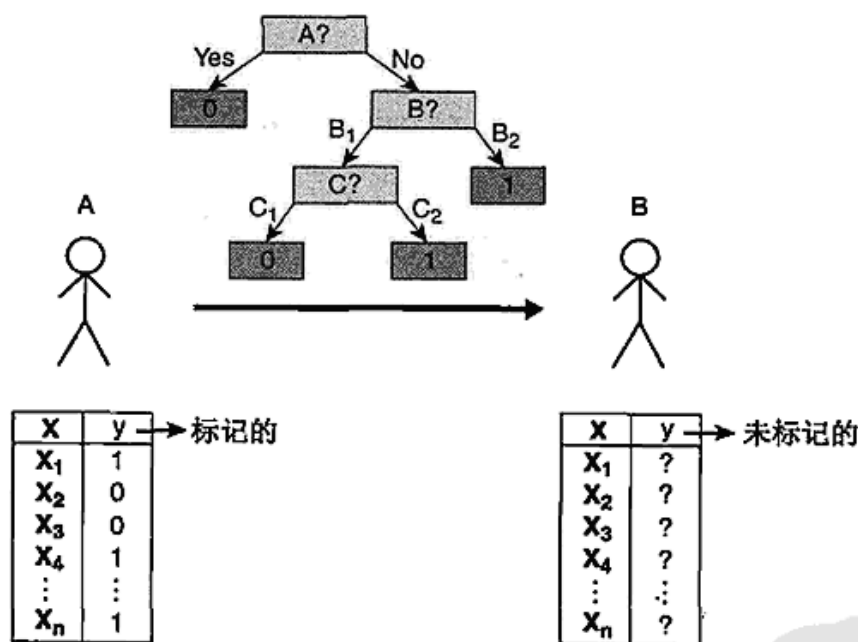 A?
Yes No
0 B?
B₁ B₂
C? 1
A B
C₁ C₂
0 1
X y 标记的
X₁ 1
X₂ 0
X₃ 0
X₄ 1
⋮ ⋮
Xₙ 1
X y 未标记的
X₁ ?
X₂ ?
X₃ ?
X₄ ?
⋮ ⋮
Xₙ ?